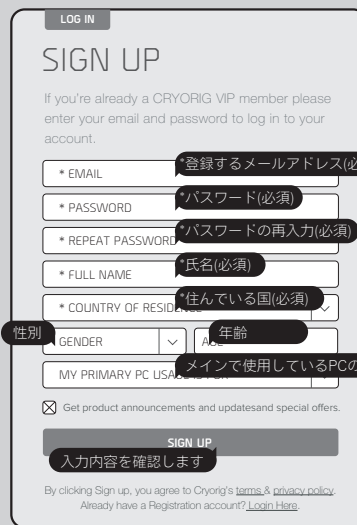 LOG IN
SIGN UP
If you're already a CRYORIG VIP member please
enter your email and password to log in to your
account.
* EMAIL
*登録するメールアドレス(必
* PASSWORD
*パスワード(必須)
* REPEAT PASSWORD
*パスワードの再入力(必須)
* FULL NAME
*氏名(必須)
* COUNTRY OF RESIDENCE
*住んでいる国(必須)
性別
GENDER
年齢
AGE
MY PRIMARY PC
メインで使用しているPCの
Get product announcements and updatesand special offers.
SIGN UP
入力内容を確認します
By clicking Sign up, you agree to Cryorig's terms & privacy policy.
Already have a Registration account? Login Here.